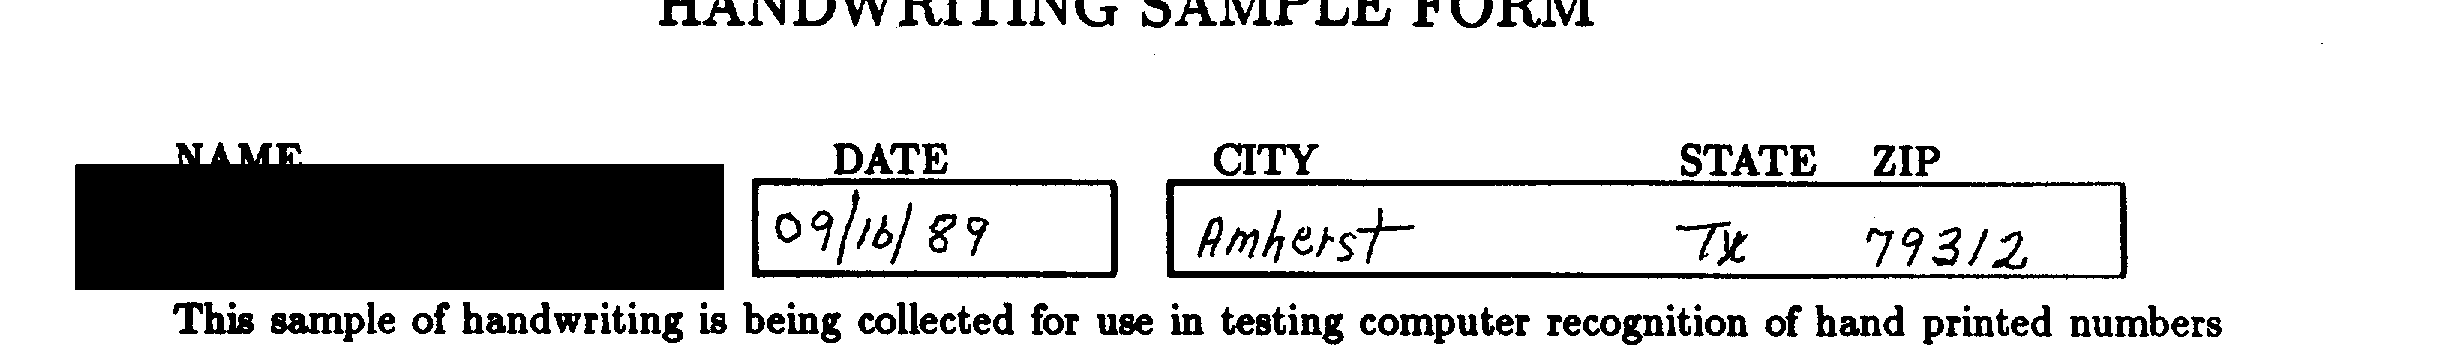 HANDWRITING SAMPLE FORM
NAME DATE CITY STATE ZIP
09/16/89 Amherst Tx 79312
This sample of handwriting is being collected for use in testing computer recognition of hand printed numbers